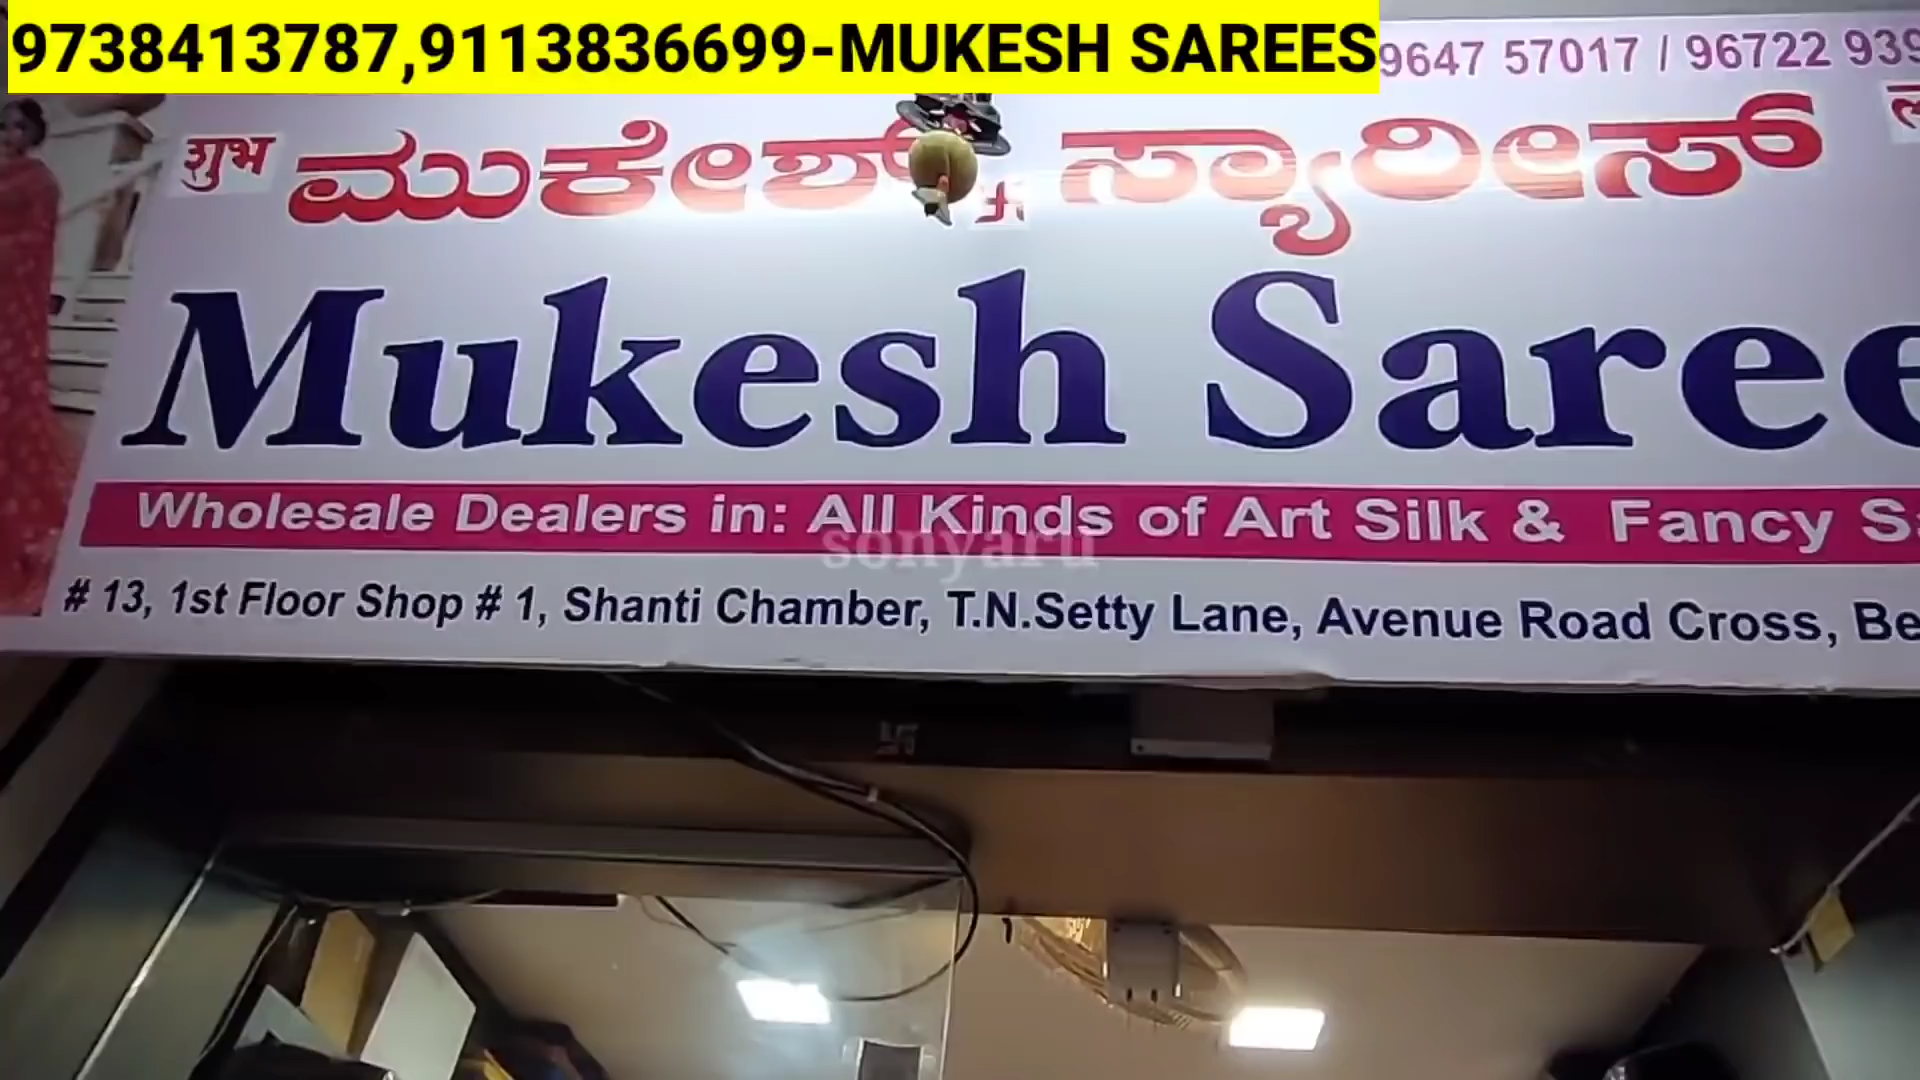 9738413787,9113836699-MUKESH SAREES
9647 57017 / 96722 939
शुभ
ಮುಕೇಶ್ ಸ್ಯಾರೀಸ್
Mukesh Saree
Wholesale Dealers in: All Kinds of Art Silk & Fancy Sa
sonyaru
# 13, 1st Floor Shop # 1, Shanti Chamber, T.N.Setty Lane, Avenue Road Cross, Be